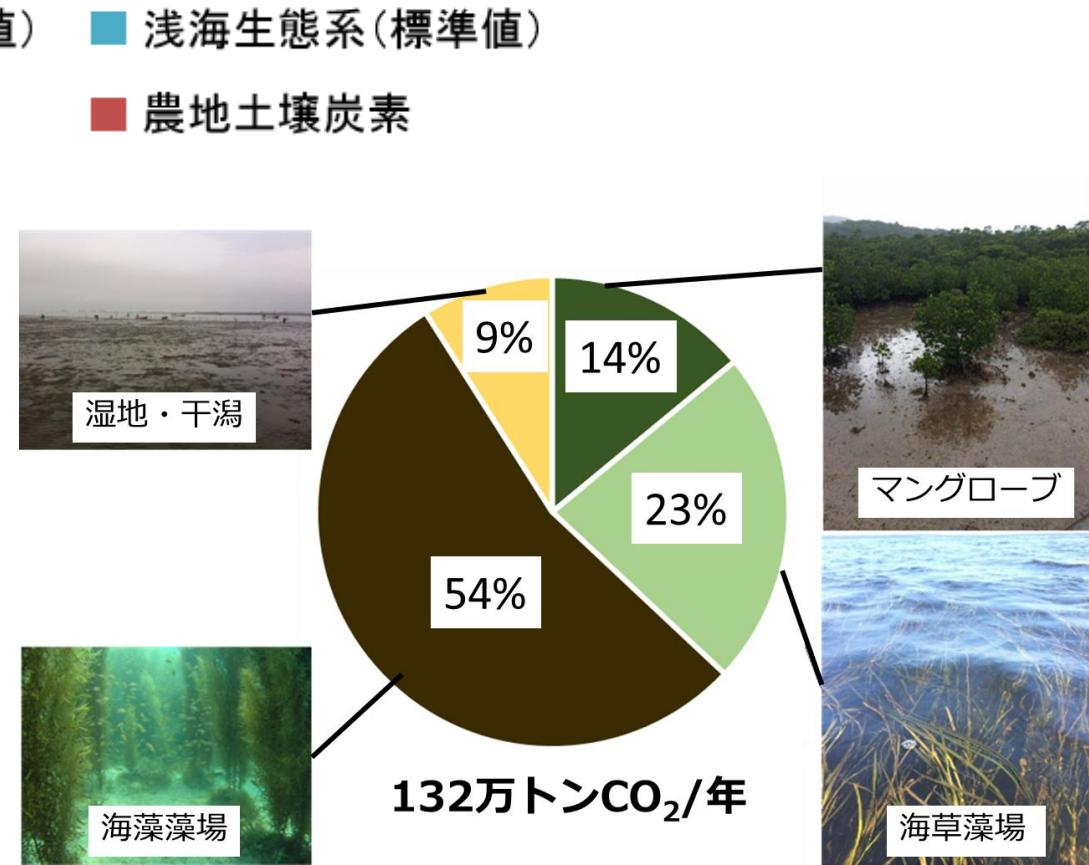 値） 浅海生態系（標準値）
農地土壌炭素
湿地・干潟
9%
14%
マングローブ
23%
54%
海藻藻場
132万トンCO₂/年
海草藻場